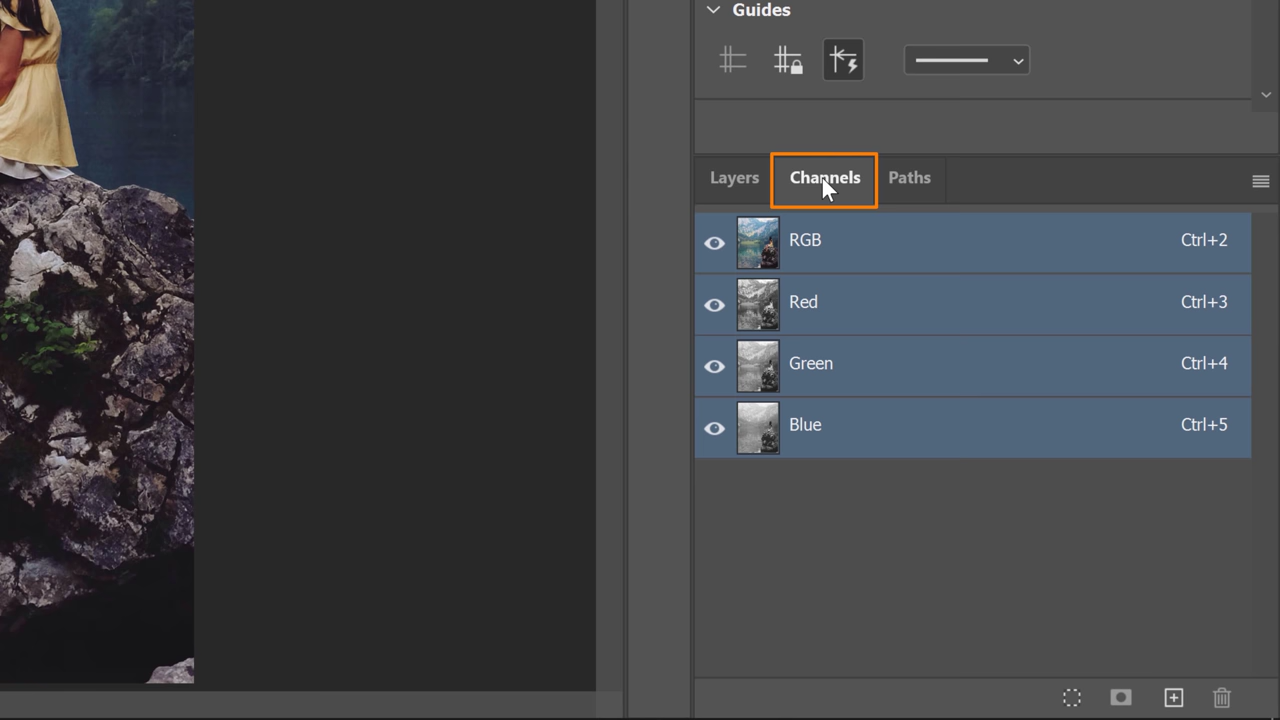 Guides
Layers Channels Paths
RGB Ctrl+2
Red Ctrl+3
Green Ctrl+4
Blue Ctrl+5